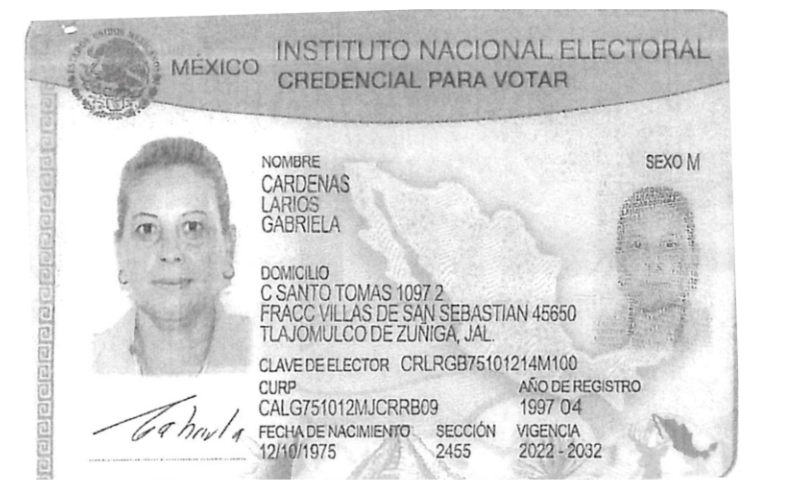 MÉXICO INSTITUTO NACIONAL ELECTORAL
CREDENCIAL PARA VOTAR
NOMBRE
SEXO M
CARDENAS
LARIOS
GABRIELA
DOMICILIO
C SANTO TOMAS 1097 2
FRACC VILLAS DE SAN SEBASTIAN 45650
TLAJOMULCO DE ZUÑIGA, JAL.
CLAVE DE ELECTOR CRLRGB75101214M100
CURP AÑO DE REGISTRO
CALG751012MJCRRB09 1997 04
FECHA DE NACIMIENTO SECCIÓN VIGENCIA
12/10/1975 2455 2022 - 2032